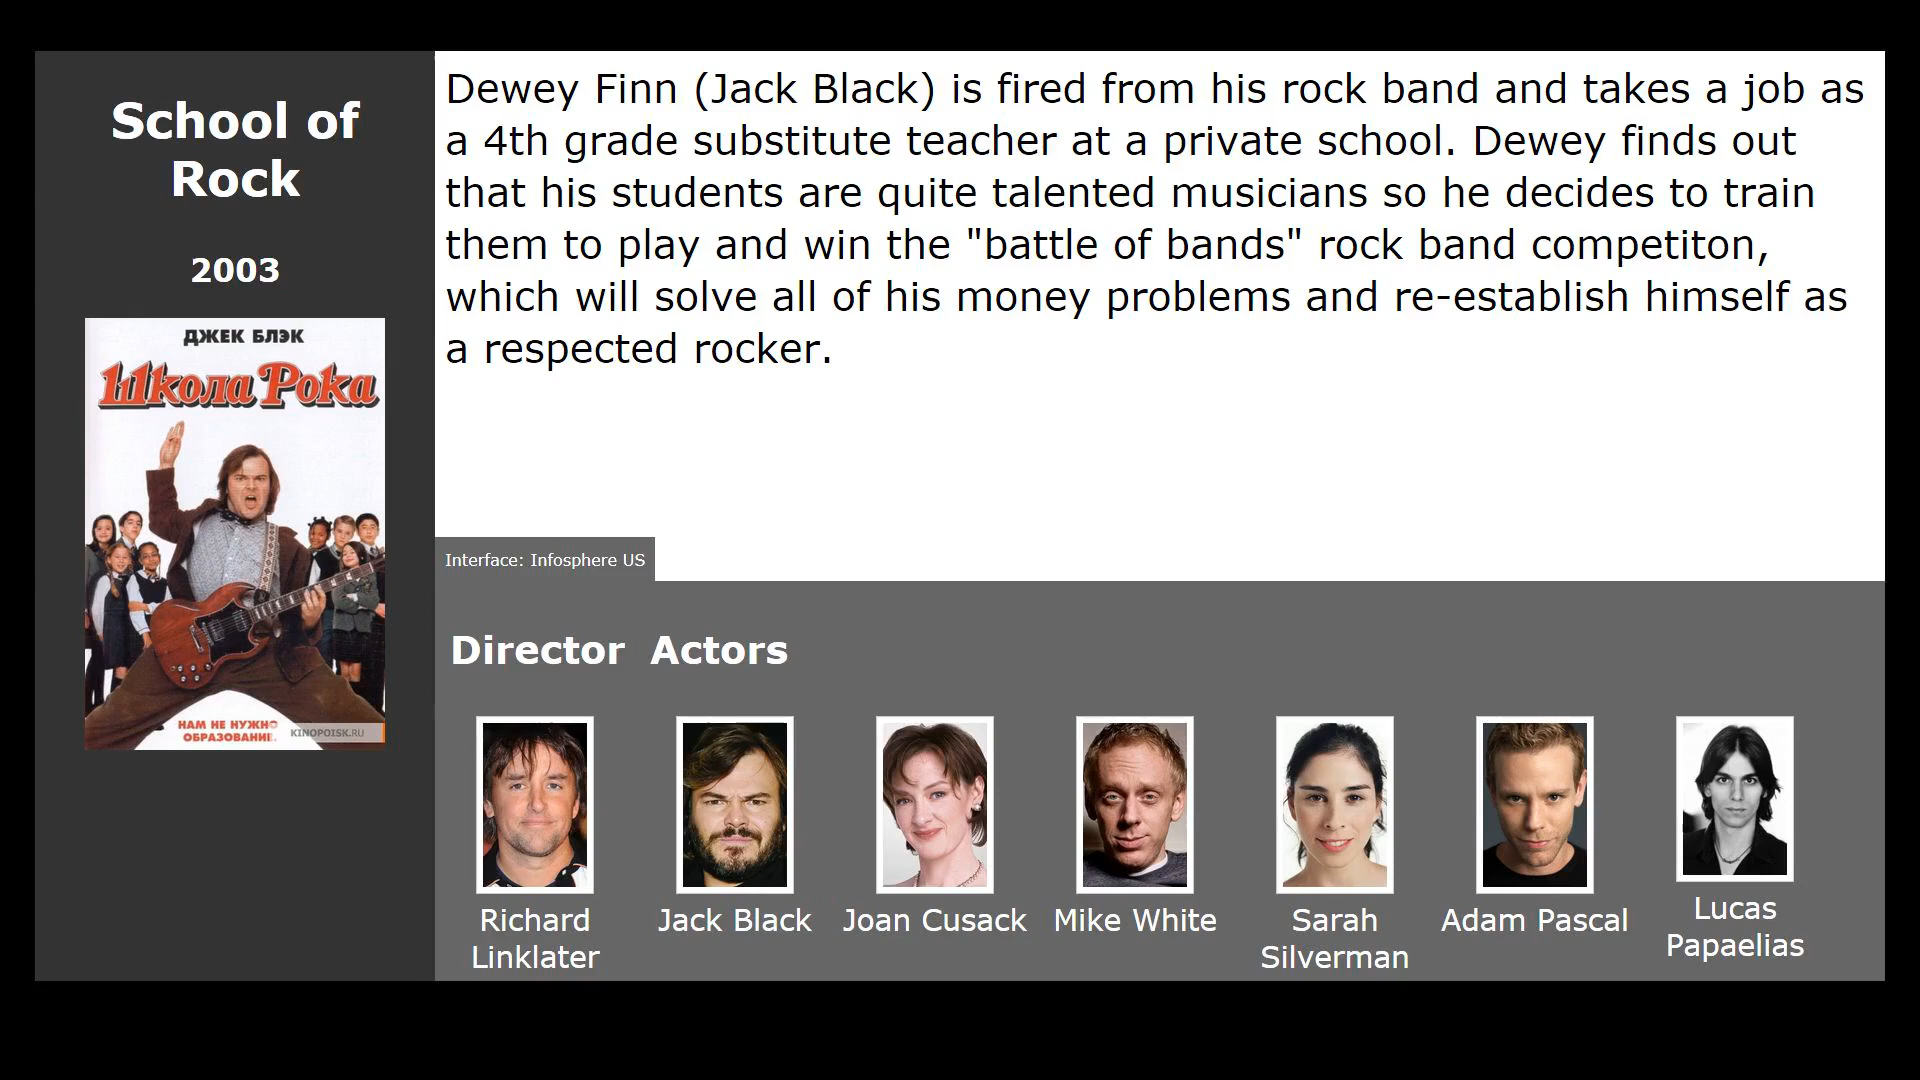 School of
Rock
2003
ДЖЕК БЛЭК
Школа Рока
НАМ НЕ НУЖНО
ОБРАЗОВАНИЕ.
KINOPOISK.RU
Dewey Finn (Jack Black) is fired from his rock band and takes a job as
a 4th grade substitute teacher at a private school. Dewey finds out
that his students are quite talented musicians so he decides to train
them to play and win the "battle of bands" rock band competiton,
which will solve all of his money problems and re-establish himself as
a respected rocker.
Interface: Infosphere US
Director Actors
Richard
Linklater
Jack Black
Joan Cusack
Mike White
Sarah
Silverman
Adam Pascal
Lucas
Papaelias